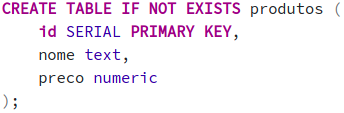 CREATE TABLE IF NOT EXISTS produtos (
    id SERIAL PRIMARY KEY,
    nome text,
    preco numeric
);